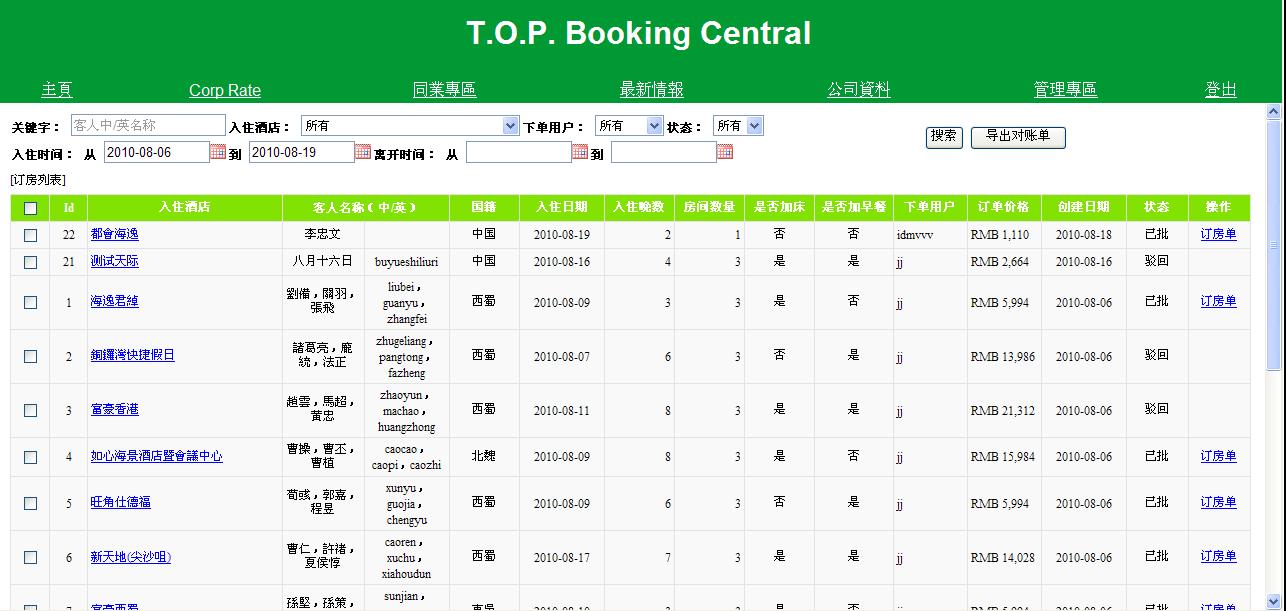 T.O.P. Booking Central
主頁 Corp Rate 同業專區 最新情報 公司資料 管理專區 登出
关键字： 客人中/英名称 入住酒店： 所有 下单用户： 所有 状态： 所有 搜索 导出对账单
入住时间： 从 2010-08-06 到 2010-08-19 离开时间： 从 到
[订房列表]
Id 入住酒店 客人名称（中/英） 国籍 入住日期 入住晚数 房间数量 是否加床 是否加早餐 下单用户 订单价格 创建日期 状态 操作
22 都會海逸 李忠文 中国 2010-08-19 2 1 否 否 idmvvv RMB 1,110 2010-08-18 已批 订房单
21 测试天际 八月十六日 buyueshiliuri 中国 2010-08-16 4 3 是 是 jj RMB 2,664 2010-08-16 驳回
1 海逸君綽 劉備，關羽， liubei， 西蜀 2010-08-09 3 3 是 否 jj RMB 5,994 2010-08-06 已批 订房单
張飛 guanyu，
zhangfei
2 銅鑼灣快捷假日 諸葛亮，龐 zhugeliang， 西蜀 2010-08-07 6 3 否 是 jj RMB 13,986 2010-08-06 驳回
統，法正 pangtong，
fazheng
3 富豪香港 趙雲，馬超， zhaoyun， 西蜀 2010-08-11 8 3 是 是 jj RMB 21,312 2010-08-06 驳回
黄忠 machao，
huangzhong
4 如心海景酒店暨會議中心 曹操，曹丕， caocao， 北魏 2010-08-09 8 3 是 否 jj RMB 15,984 2010-08-06 已批 订房单
曹植 caopi，caozhi
5 旺角仕德福 荀彧，郭嘉， xunyu， 西蜀 2010-08-09 6 3 否 是 jj RMB 5,994 2010-08-06 已批 订房单
程昱 guojia，
chengyu
6 新天地(尖沙咀) 曹仁，許褚， caoren， 西蜀 2010-08-17 7 3 是 是 jj RMB 14,028 2010-08-06 已批 订房单
夏侯惇 xuchu，
xiahoudun
孫堅，孫策， sunjian，